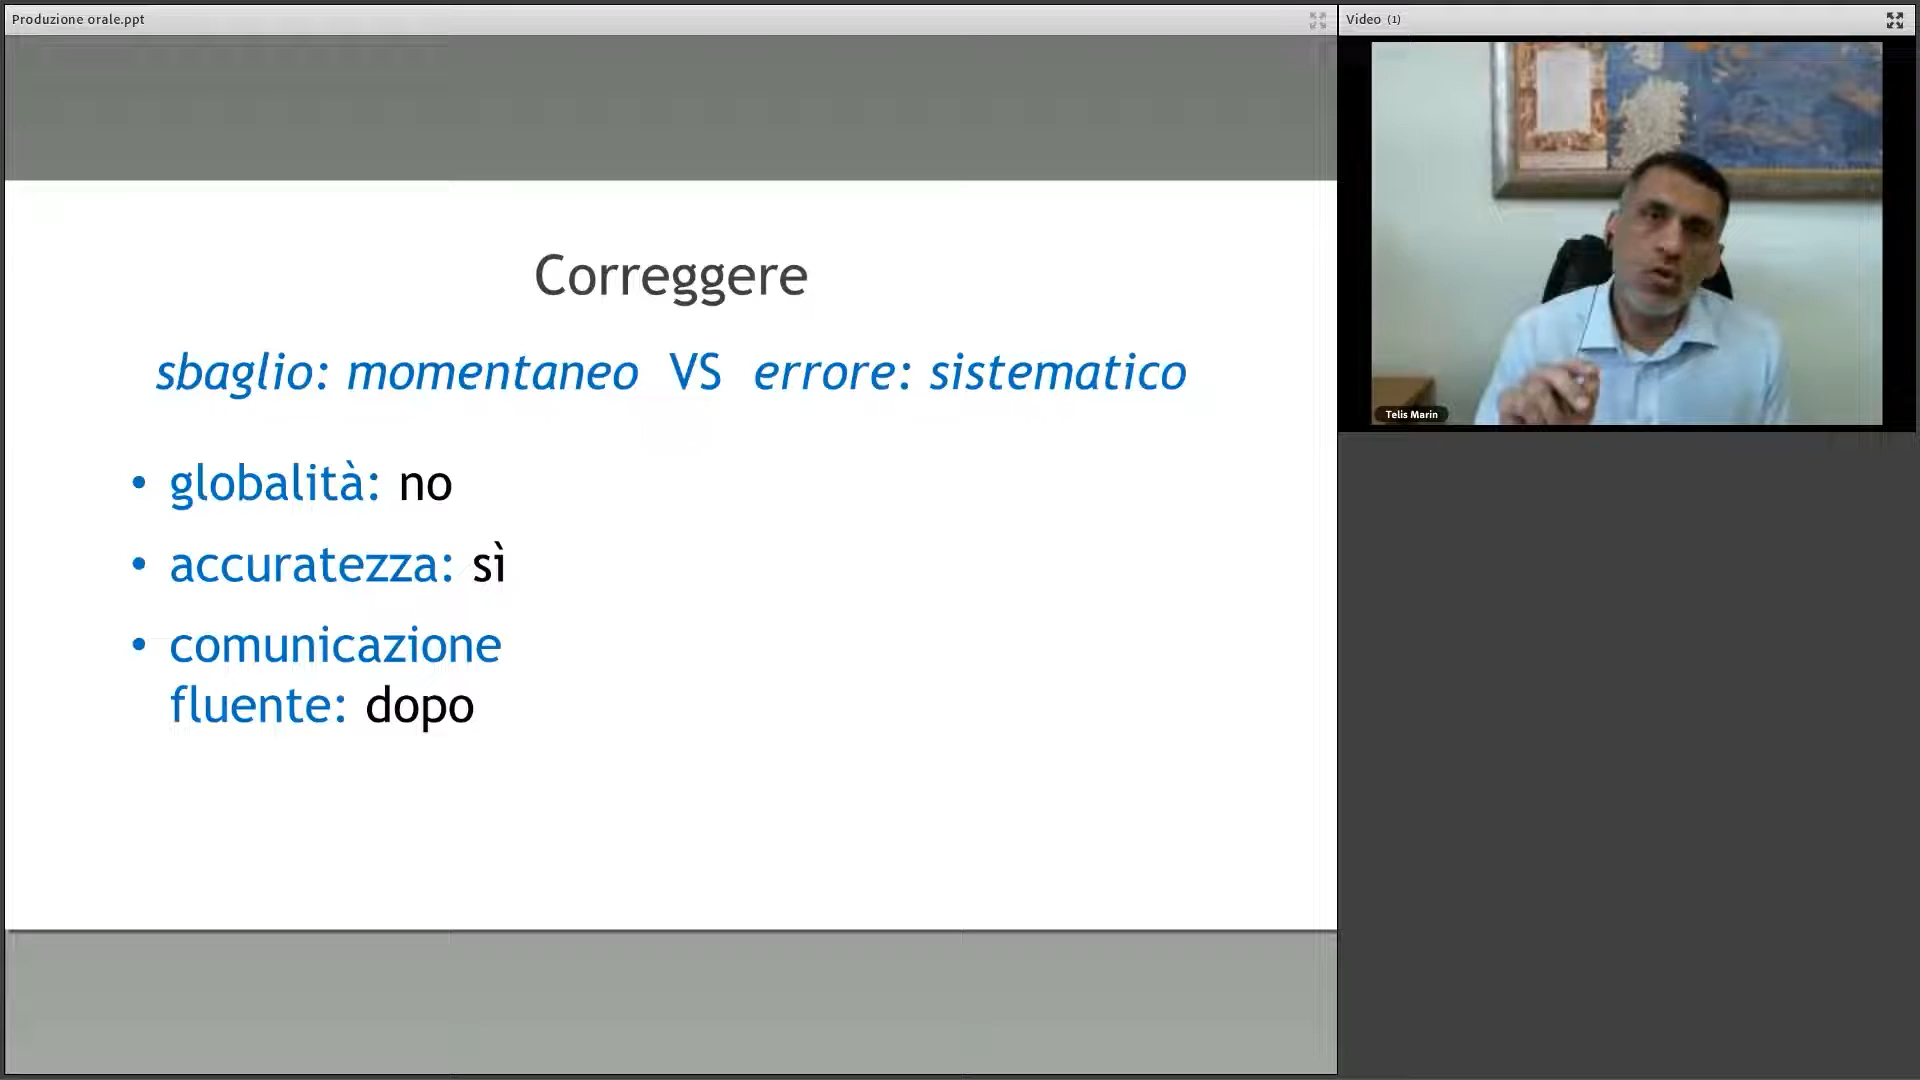 Produzione orale.ppt
Video (1)
Correggere
sbaglio: momentaneo VS errore: sistematico
• globalità: no
• accuratezza: sì
• comunicazione
fluente: dopo
Telis Marin